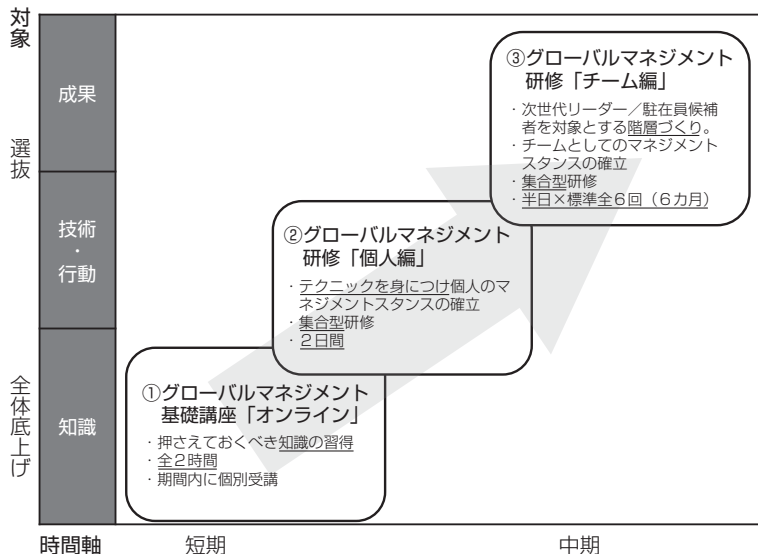 対象
成果
選抜
技術
・
行動
全体底上げ
知識
③グローバルマネジメント
研修「チーム編」
・次世代リーダー／駐在員候補
者を対象とする階層づくり。
・チームとしてのマネジメント
スタンスの確立
・集合型研修
・半日×標準全6回（6カ月）
②グローバルマネジメント
研修「個人編」
・テクニックを身につけ個人のマ
ネジメントスタンスの確立
・集合型研修
・2日間
①グローバルマネジメント
基礎講座「オンライン」
・押さえておくべき知識の習得
・全2時間
・期間内に個別受講
時間軸
短期
中期